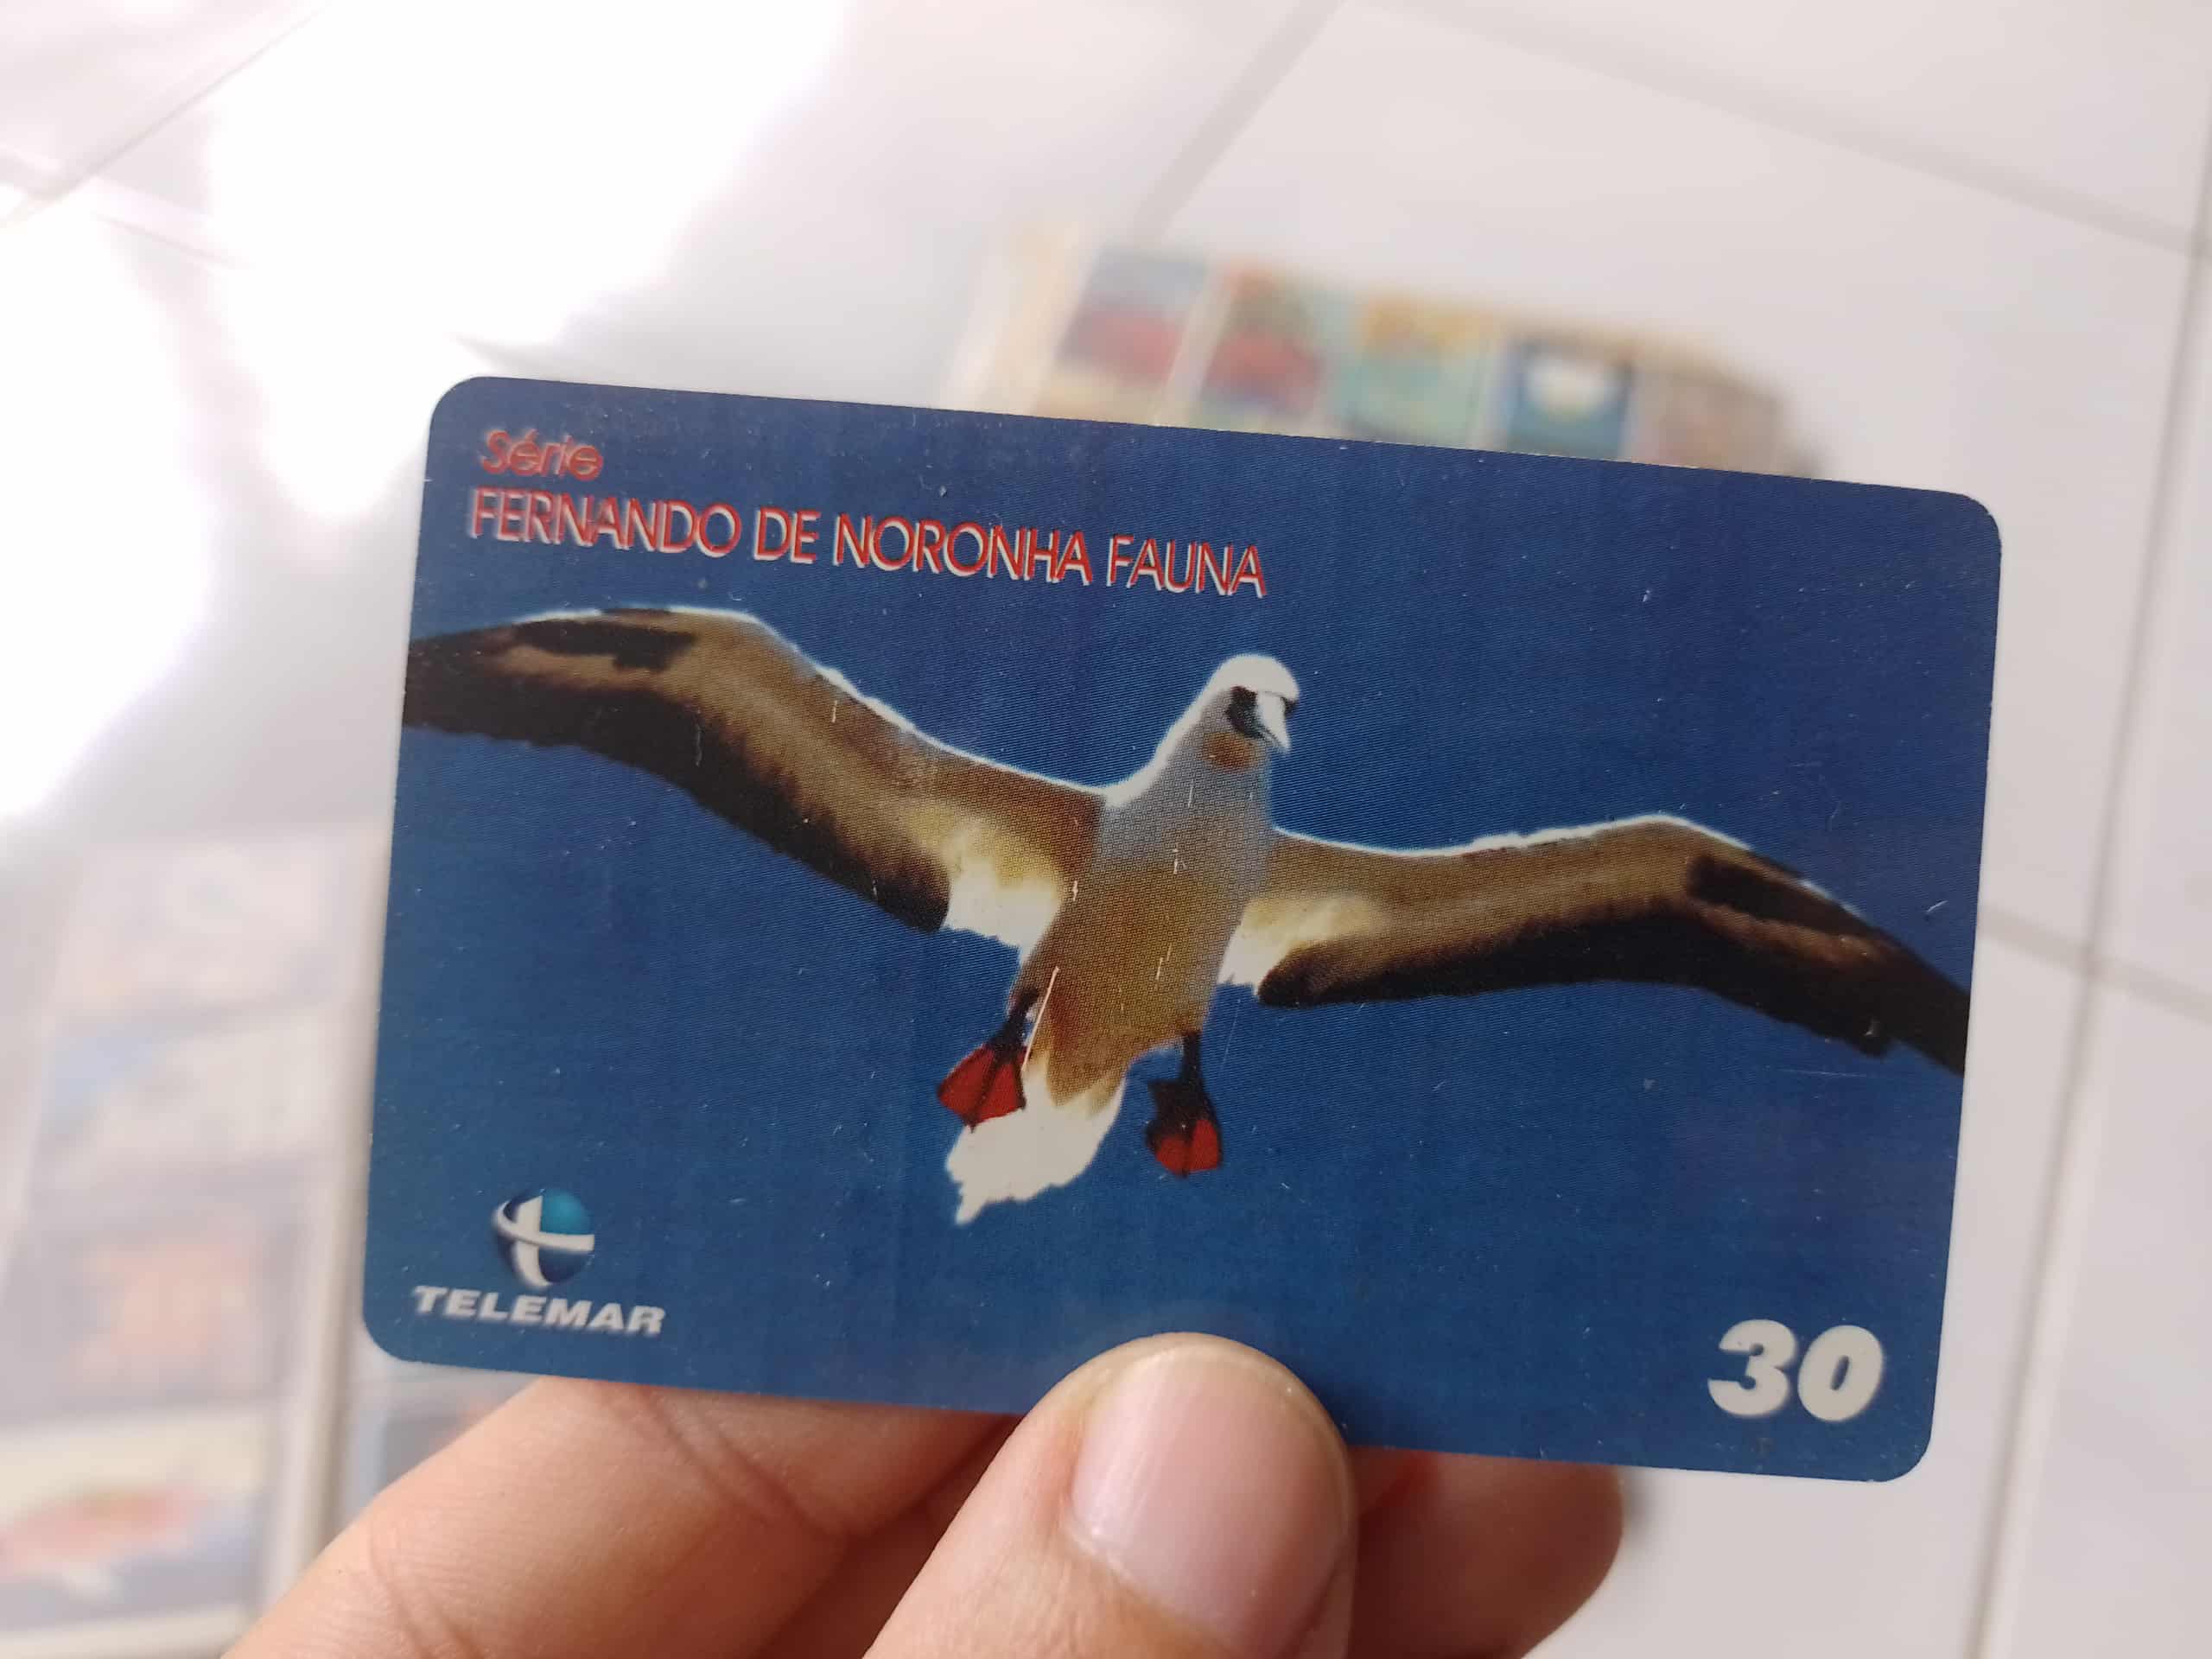 Série
FERNANDO DE NORONHA FAUNA
TELEMAR
30